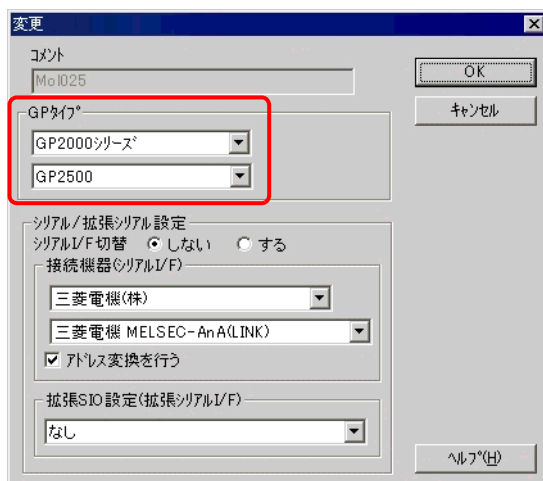 変更
コメント
Mol025
OK
キャンセル
GPタイプ
GP2000シリーズ
GP2500
シリアル/拡張シリアル設定
シリアルI/F切替 しない する
接続機器(シリアルI/F)
三菱電機(株)
三菱電機 MELSEC-AnA(LINK)
アドレス変換を行う
拡張SIO設定(拡張シリアルI/F)
なし
ヘルプ(H)